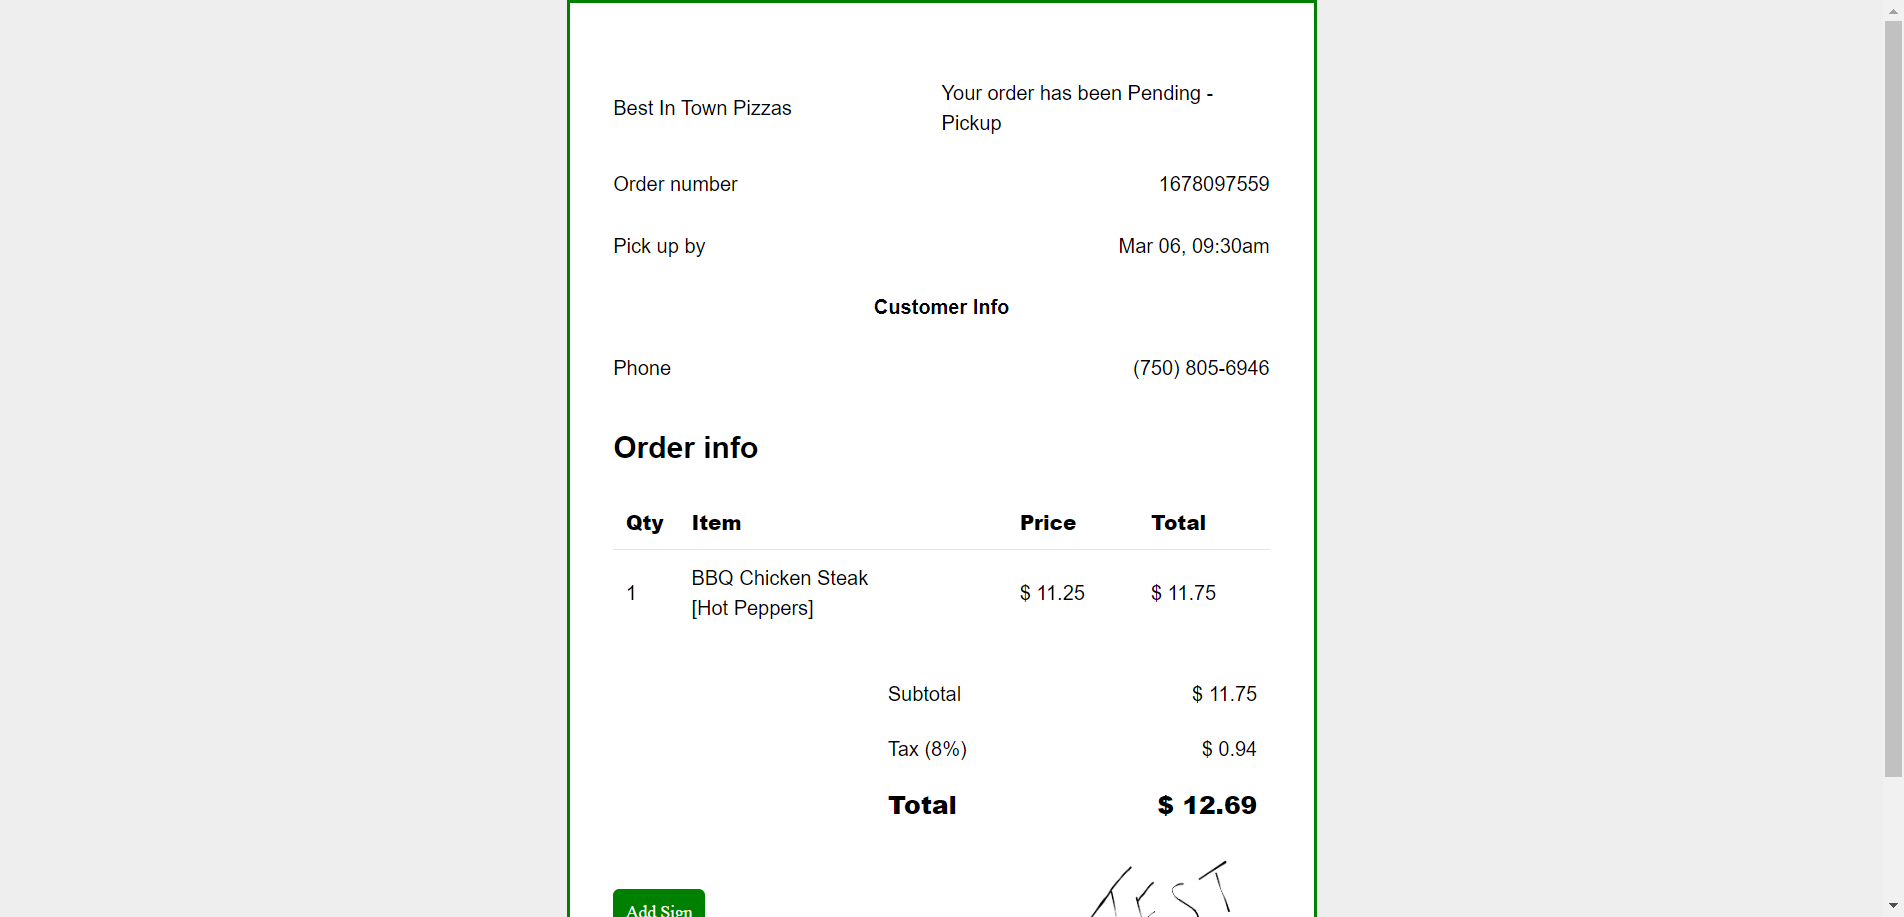 Best In Town Pizzas
Your order has been Pending -
Pickup
Order number 1678097559
Pick up by Mar 06, 09:30am
Customer Info
Phone (750) 805-6946
Order info
Qty Item Price Total
1 BBQ Chicken Steak $ 11.25 $ 11.75
[Hot Peppers]
Subtotal $ 11.75
Tax (8%) $ 0.94
Total $ 12.69
TEST
Add Sign